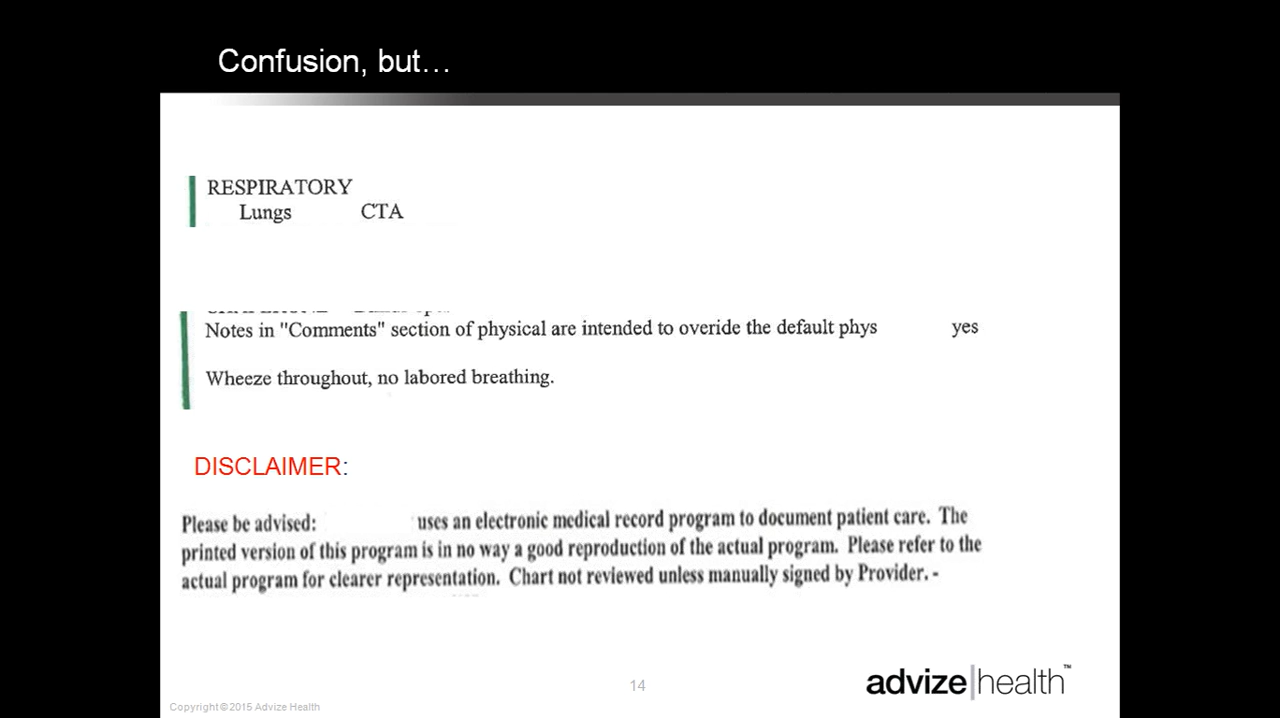 Confusion, but…
RESPIRATORY
Lungs CTA
Notes in "Comments" section of physical are intended to overide the default phys yes
Wheeze throughout, no labored breathing.
DISCLAIMER:
Please be advised: uses an electronic medical record program to document patient care. The
printed version of this program is in no way a good reproduction of the actual program. Please refer to the
actual program for clearer representation. Chart not reviewed unless manually signed by Provider. -
14
advize|health™
Copyright©2015 Advize Health